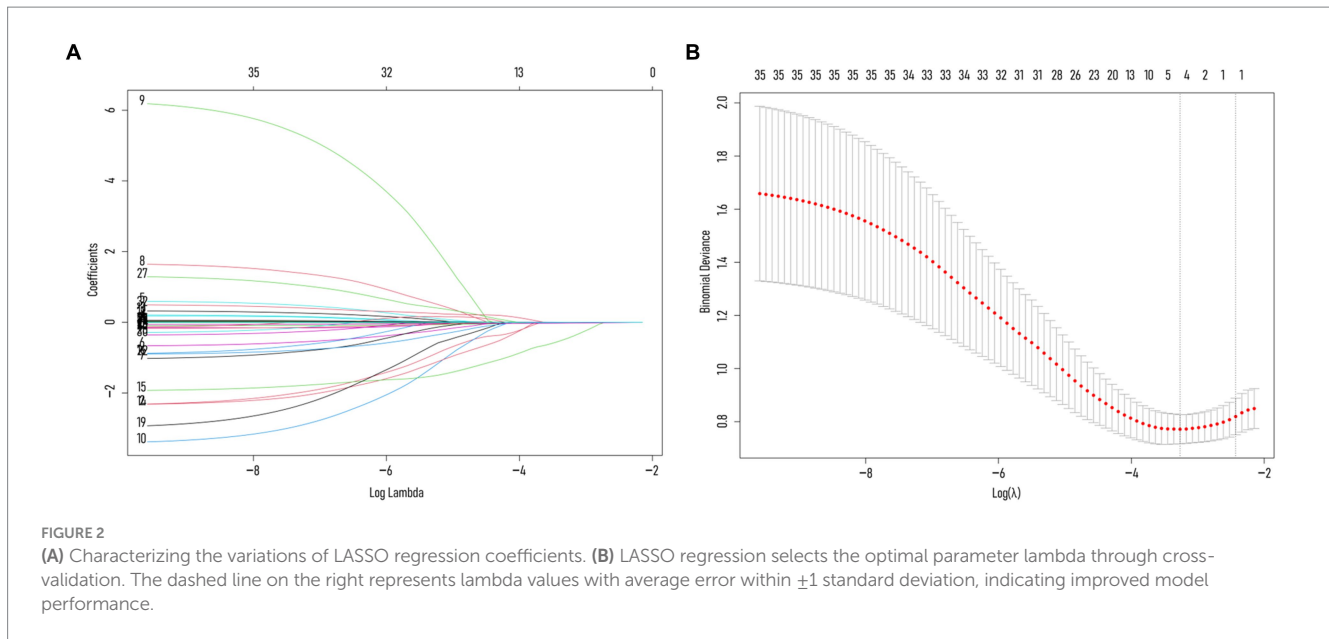 A
35 32 13 0
6
4
2
0
−2
Coefficients
9
8
27
15
19
10
−8 −6 −4 −2
Log Lambda
B
35 35 35 35 35 35 35 34 33 33 34 33 32 31 31 28 26 23 20 13 10 5 4 2 1 1
2.0
1.8
1.6
1.4
1.2
1.0
0.8
Binomial Deviance
−8 −6 −4 −2
Log(λ)
FIGURE 2
(A) Characterizing the variations of LASSO regression coefficients. (B) LASSO regression selects the optimal parameter lambda through cross-
validation. The dashed line on the right represents lambda values with average error within ±1 standard deviation, indicating improved model
performance.